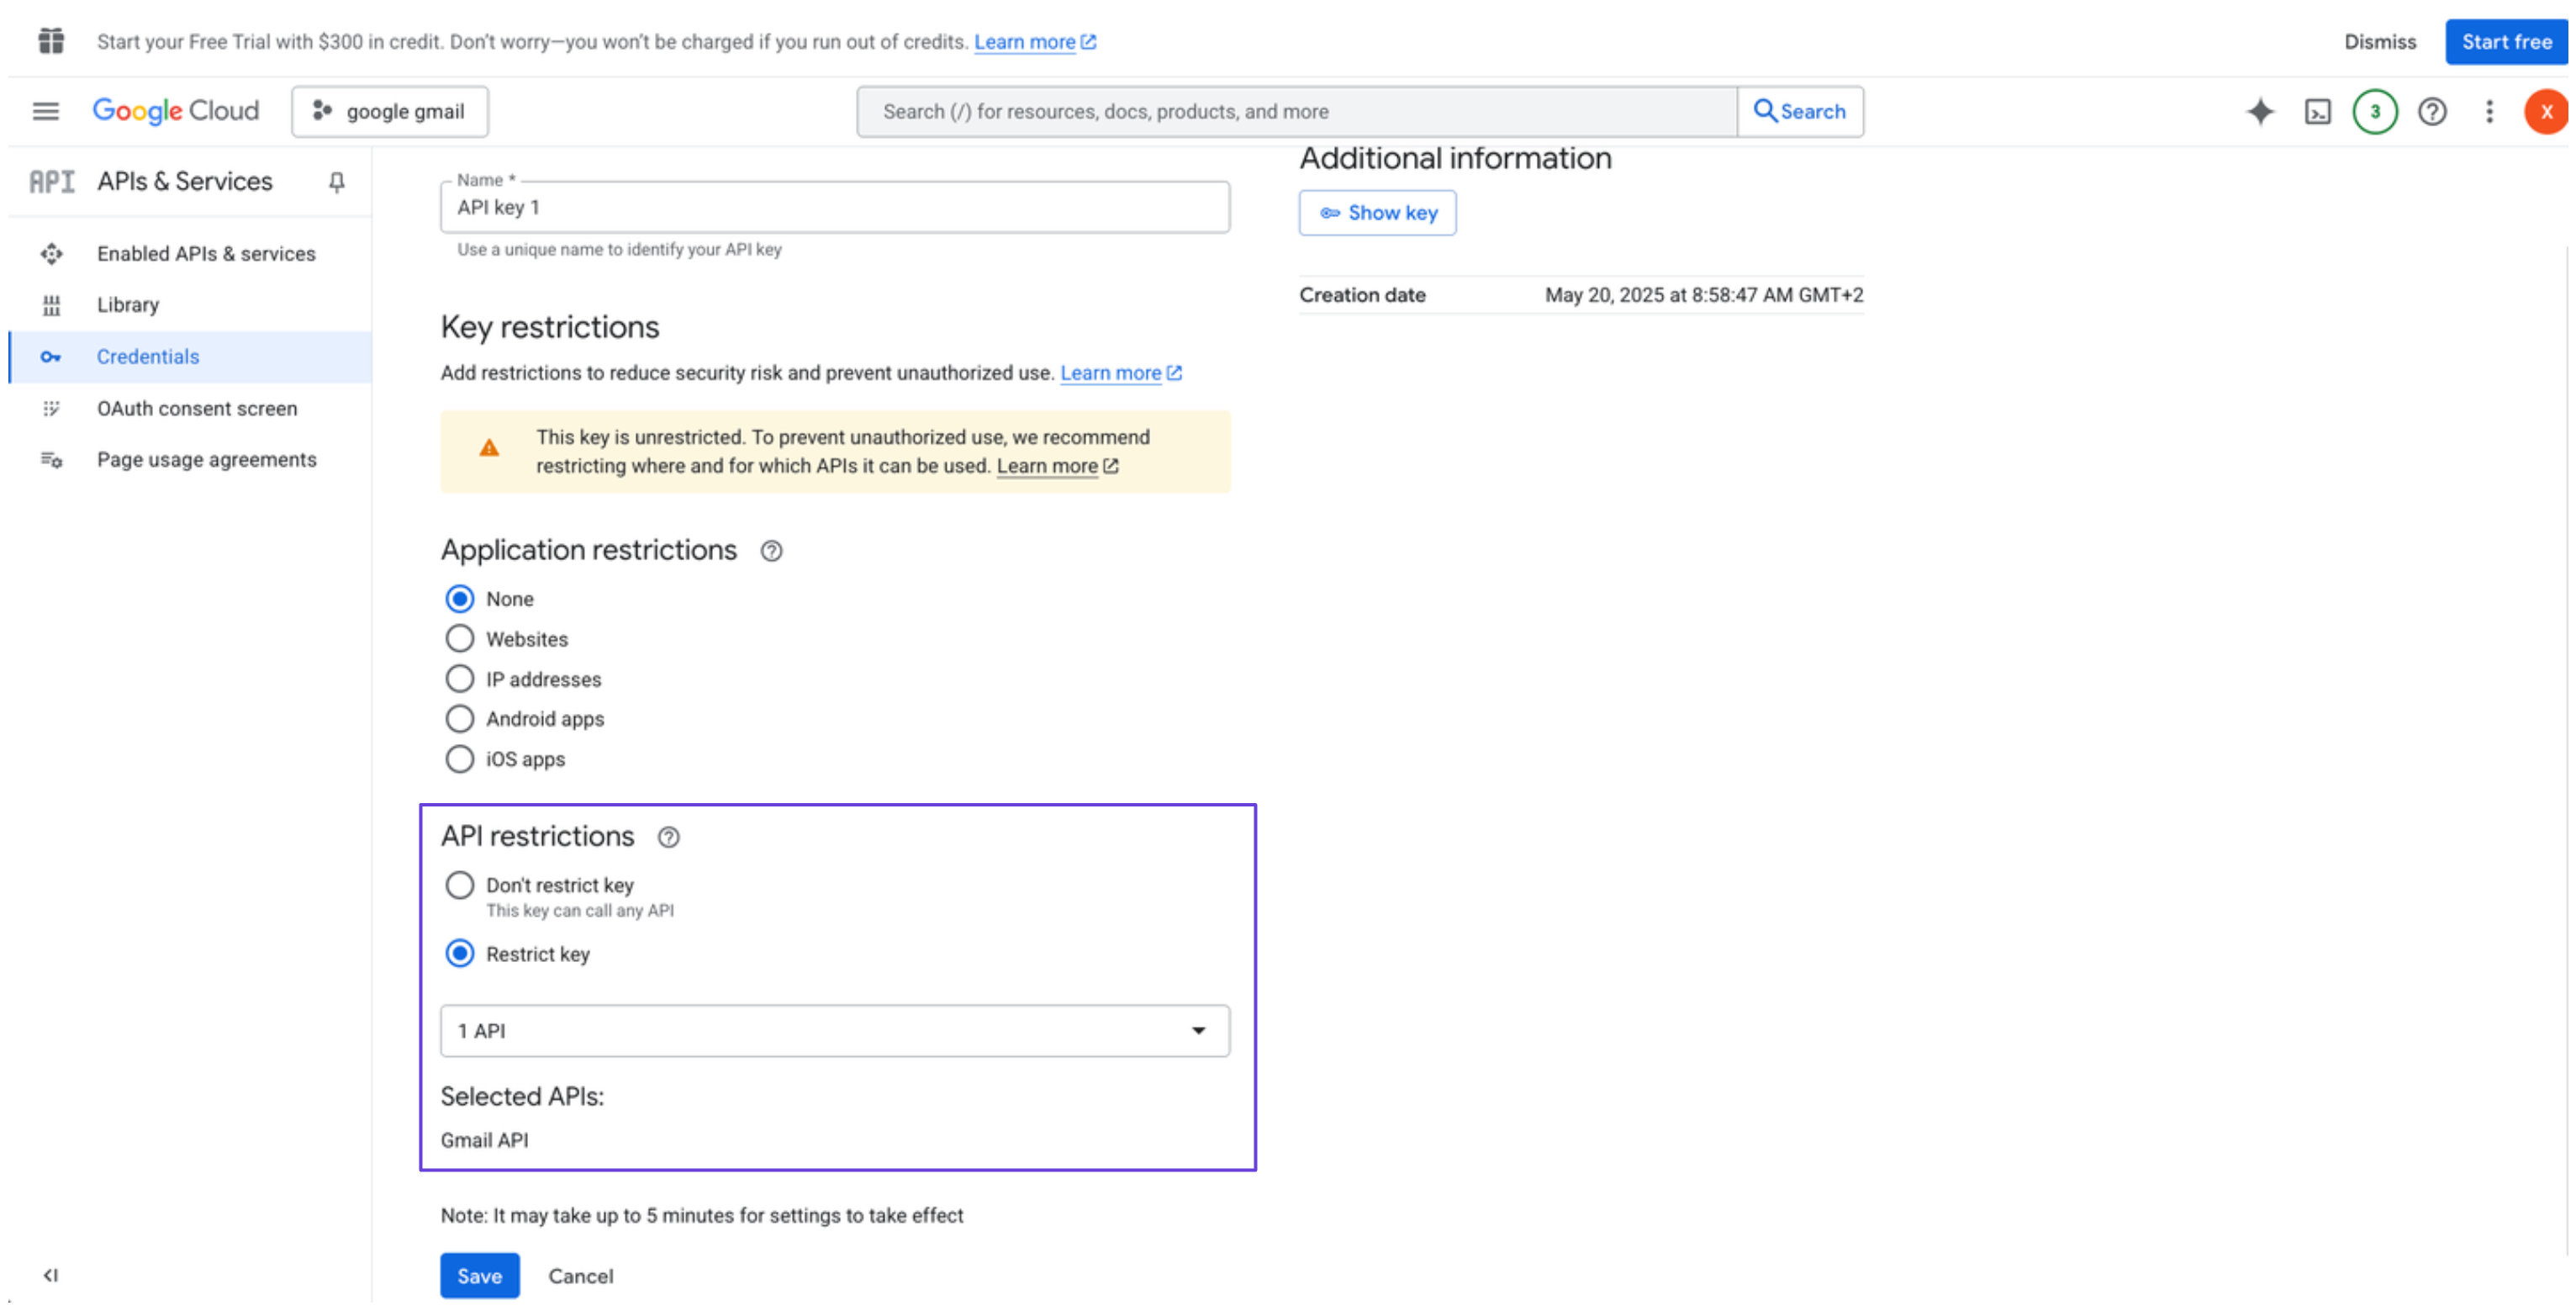 Start your Free Trial with $300 in credit. Don't worry—you won't be charged if you run out of credits. Learn more
Dismiss
Start free
Google Cloud
google gmail
Search (/) for resources, docs, products, and more
Search
3
X
API
APIs & Services
Enabled APIs & services
Library
Credentials
OAuth consent screen
Page usage agreements
Name *
API key 1
Use a unique name to identify your API key
Key restrictions
Add restrictions to reduce security risk and prevent unauthorized use. Learn more
This key is unrestricted. To prevent unauthorized use, we recommend
restricting where and for which APIs it can be used. Learn more
Application restrictions
None
Websites
IP addresses
Android apps
iOS apps
API restrictions
Don't restrict key
This key can call any API
Restrict key
1 API
Selected APIs:
Gmail API
Note: It may take up to 5 minutes for settings to take effect
Save
Cancel
Additional information
Show key
Creation date
May 20, 2025 at 8:58:47 AM GMT+2